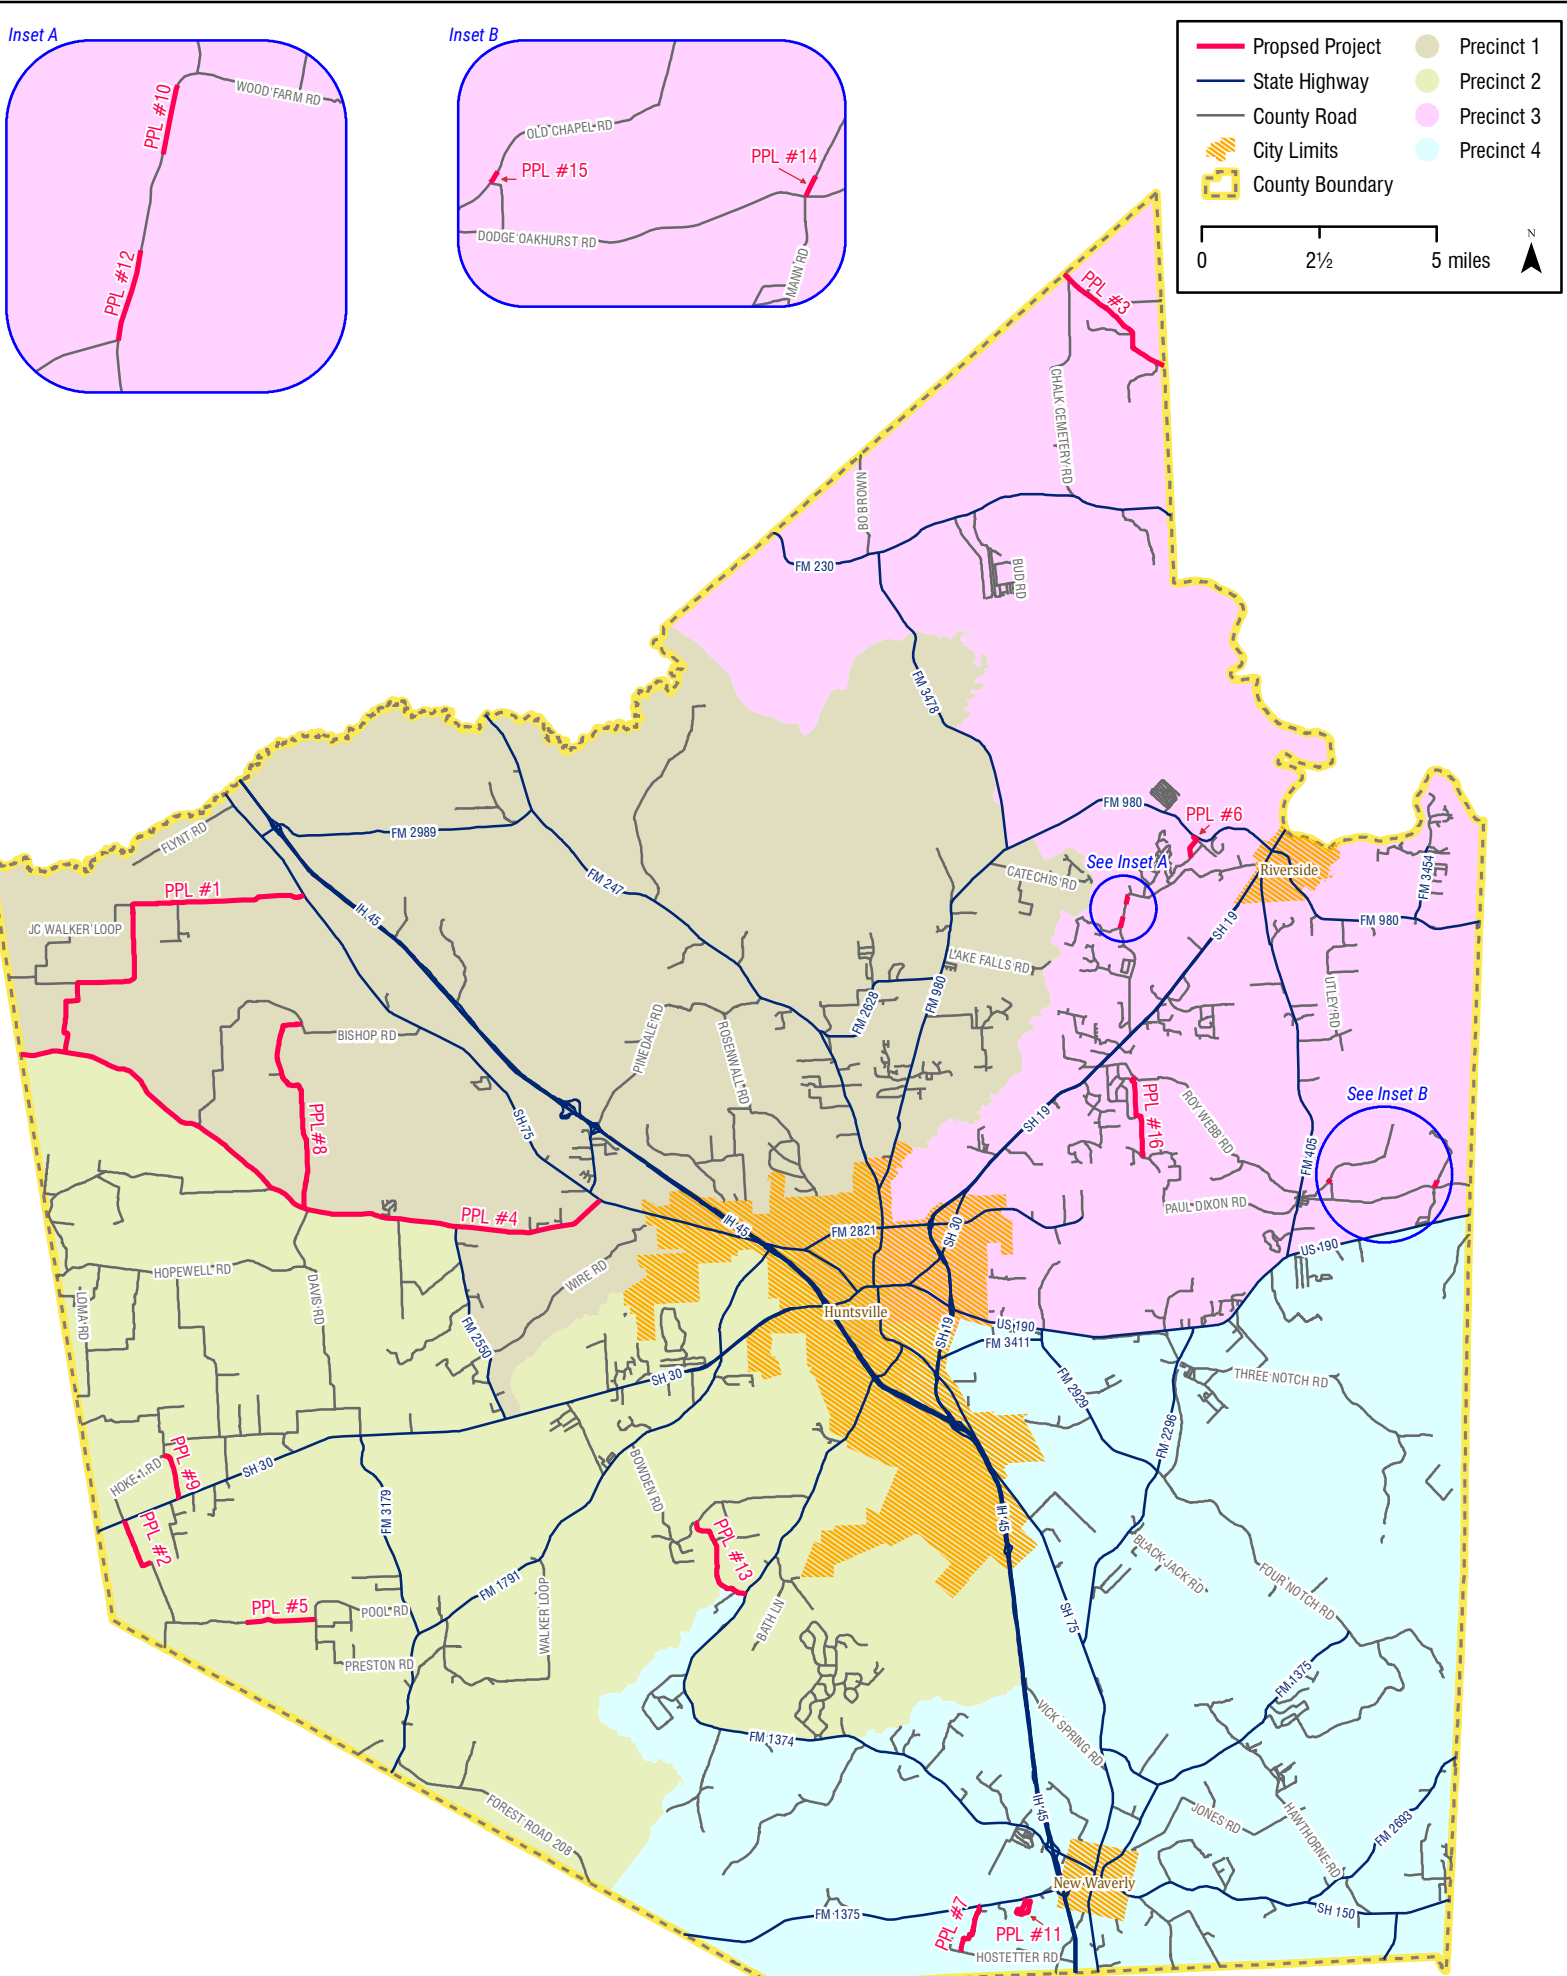 Inset A
Inset B
Propsed Project
State Highway
County Road
City Limits
County Boundary
Precinct 1
Precinct 2
Precinct 3
Precinct 4
0
2½
5 miles
N
PPL #10
WOOD FARM RD
PPL #12
OLD CHAPEL RD
PPL #15
PPL #14
DODGE OAKHURST RD
MANN RD
PPL #3
CHALK CEMETERY RD
BO BROWN
FM 230
BUD RD
FM 3478
FM 980
PPL #6
See Inset A
CATECHIS RD
Riverside
FM 3454
FM 980
SH 19
FLYNT RD
FM 2989
FM 247
PPL #1
IH 45
JC WALKER LOOP
LAKE FALLS RD
FM 980
FM 2628
UTLEY RD
BISHOP RD
PINEDALE RD
ROSENWALL RD
PPL #8
SH 75
SH 19
PPL #16
ROY WEBB RD
See Inset B
FM 405
PAUL DIXON RD
PPL #4
IH 45
FM 2821
SH 30
US 190
HOPEWELL RD
WIRE RD
LOMA RD
DAVIS RD
FM 2550
Huntsville
SH 19
US 190
FM 3411
SH 30
FM 2929
THREE NOTCH RD
FM 2296
HOKE 1 RD
PPL #9
SH 30
BOWDEN RD
FM 3179
IH 45
PPL #2
PPL #13
BLACK JACK RD
FOUR NOTCH RD
FM 1791
PPL #5
POOL RD
WALKER LOOP
BATH LN
SH 75
PRESTON RD
FM 1375
VICK SPRING RD
FM 1374
FOREST ROAD 208
IH 45
JONES RD
HAWTHORNE RD
FM 2693
New Waverly
FM 1375
PPL #7
PPL #11
SH 150
HOSTETTER RD